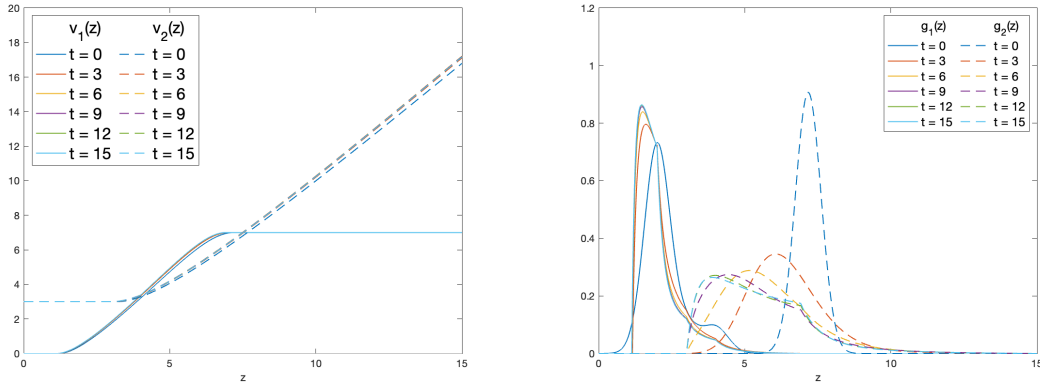 20
18
16
14
12
10
8
6
4
2
0
v1(z) v2(z)
t = 0 t = 0
t = 3 t = 3
t = 6 t = 6
t = 9 t = 9
t = 12 t = 12
t = 15 t = 15
0 5 10 15
z
1.2
1
0.8
0.6
0.4
0.2
0
g1(z) g2(z)
t = 0 t = 0
t = 3 t = 3
t = 6 t = 6
t = 9 t = 9
t = 12 t = 12
t = 15 t = 15
0 5 10 15
z